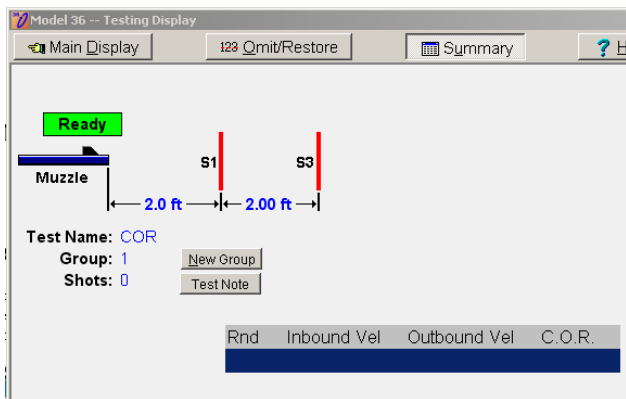 Model 36 -- Testing Display
Main Display
123 Omit/Restore
Summary
? H
Ready
S1
S3
Muzzle
2.0 ft
2.00 ft
Test Name: COR
Group: 1
New Group
Shots: 0
Test Note
Rnd Inbound Vel Outbound Vel C.O.R.